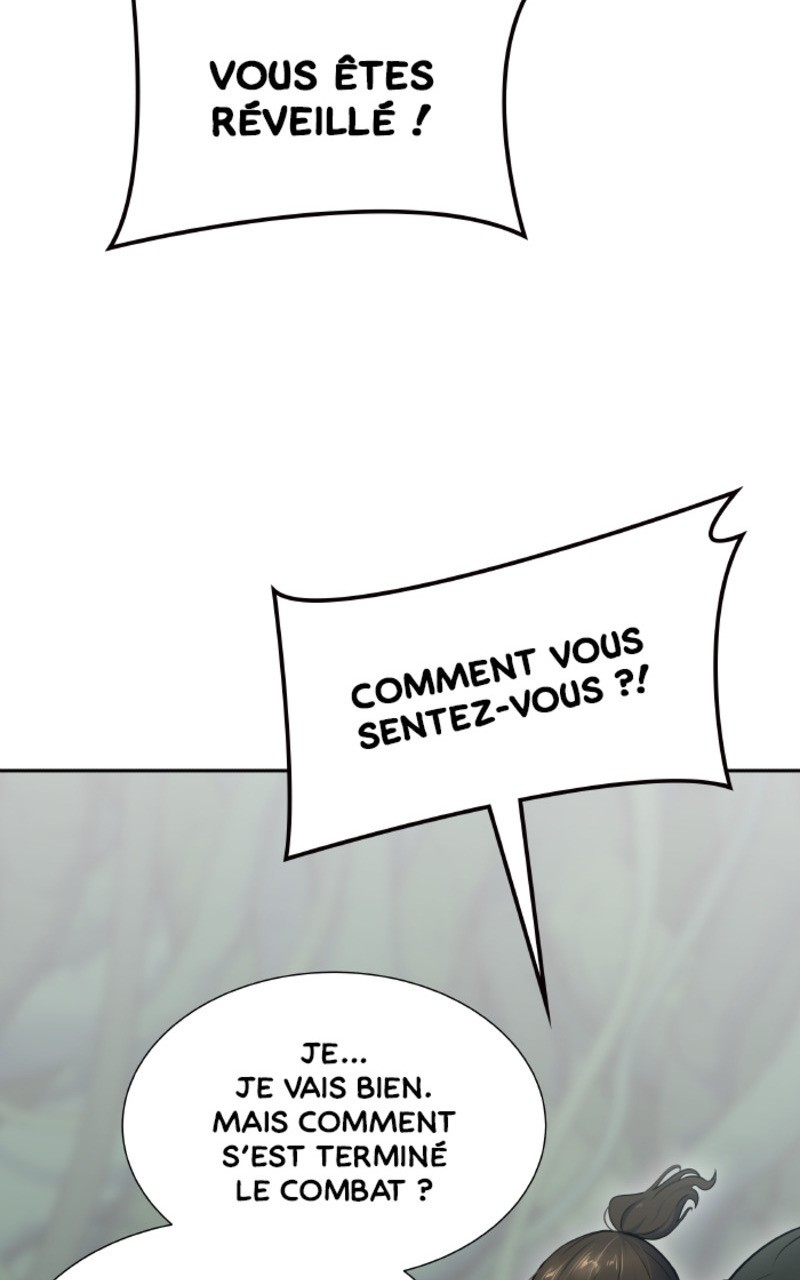 VOUS ÊTES
RÉVEILLÉ !
COMMENT VOUS
SENTEZ-VOUS ?!
JE...
JE VAIS BIEN.
MAIS COMMENT
S'EST TERMINÉ
LE COMBAT ?